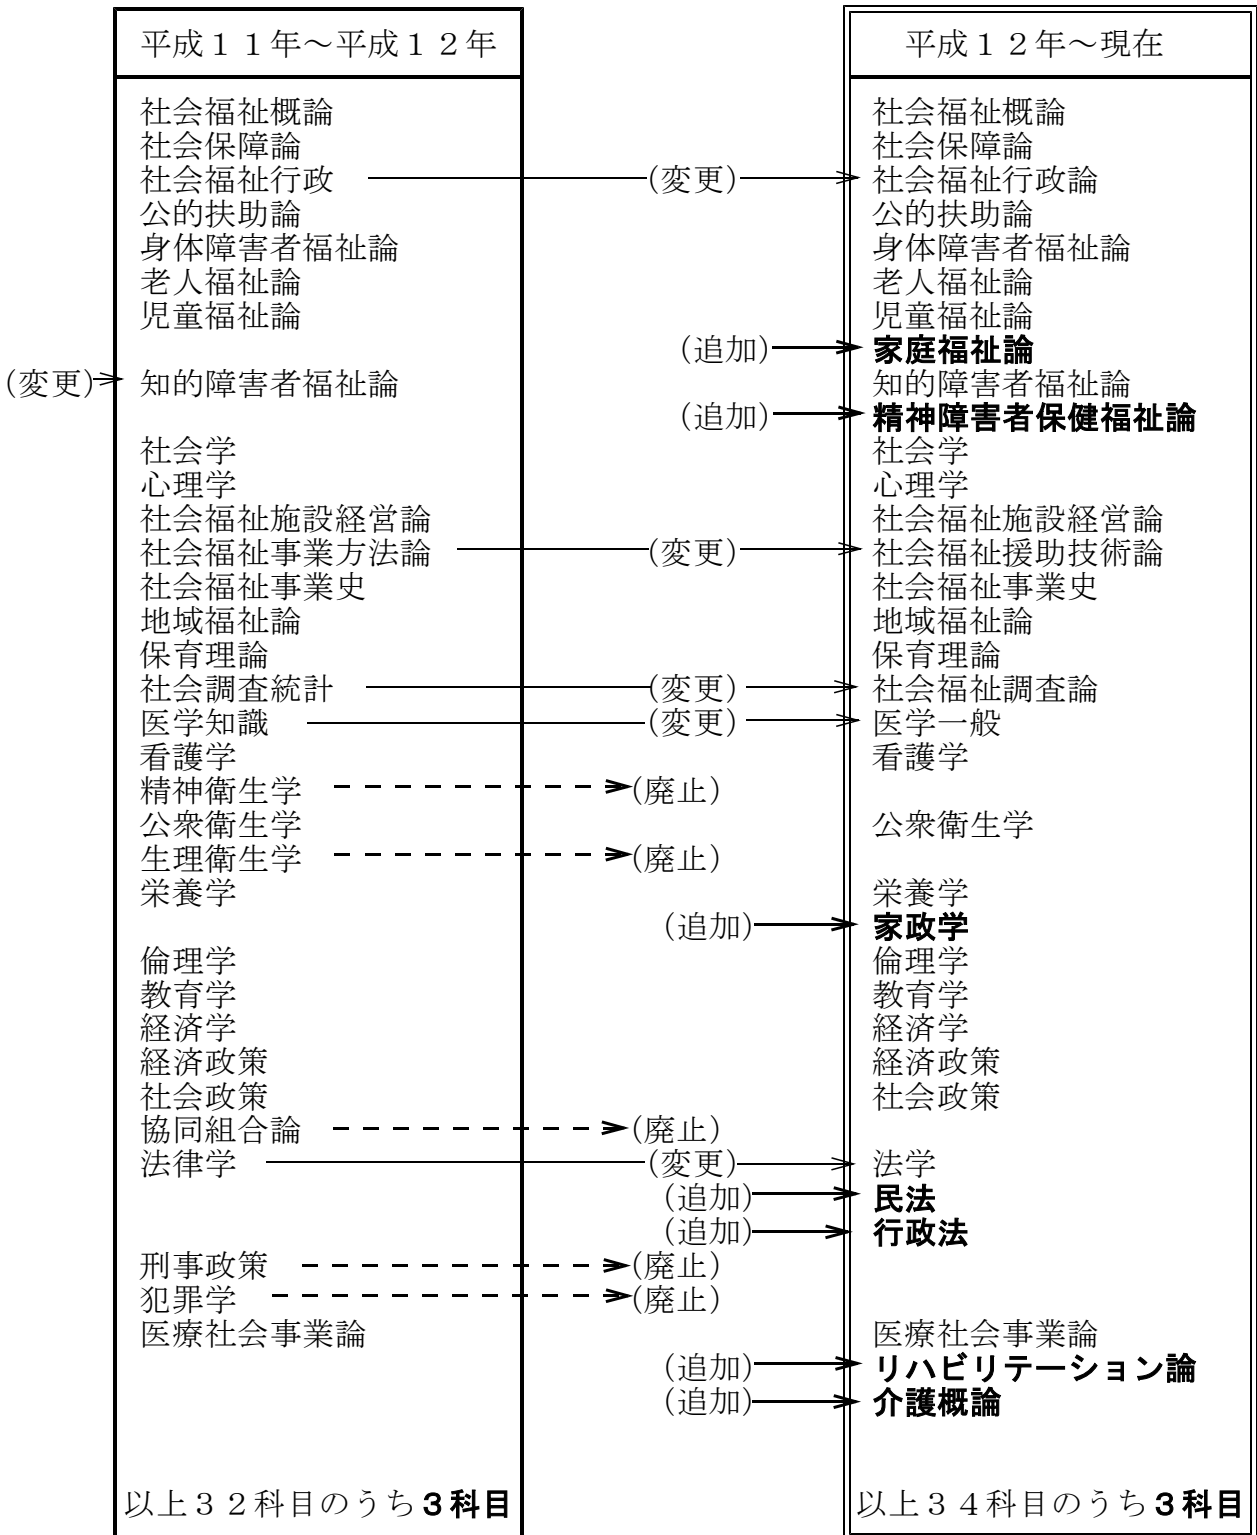 平成１１年～平成１２年
平成１２年～現在
社会福祉概論
社会福祉概論
社会保障論
社会保障論
社会福祉行政 (変更) 社会福祉行政論
公的扶助論
公的扶助論
身体障害者福祉論
身体障害者福祉論
老人福祉論
老人福祉論
児童福祉論
児童福祉論
(追加) 家庭福祉論
(変更) 知的障害者福祉論
知的障害者福祉論
(追加) 精神障害者保健福祉論
社会学
社会学
心理学
心理学
社会福祉施設経営論
社会福祉施設経営論
社会福祉事業方法論 (変更) 社会福祉援助技術論
社会福祉事業史
社会福祉事業史
地域福祉論
地域福祉論
保育理論
保育理論
社会調査統計 (変更) 社会福祉調査論
医学知識 (変更) 医学一般
看護学
看護学
精神衛生学 (廃止)
公衆衛生学
公衆衛生学
生理衛生学 (廃止)
栄養学
栄養学
(追加) 家政学
倫理学
倫理学
教育学
教育学
経済学
経済学
経済政策
経済政策
社会政策
社会政策
協同組合論 (廃止)
法律学 (変更) 法学
(追加) 民法
(追加) 行政法
刑事政策 (廃止)
犯罪学 (廃止)
医療社会事業論
医療社会事業論
(追加) リハビリテーション論
(追加) 介護概論
以上３２科目のうち３科目
以上３４科目のうち３科目